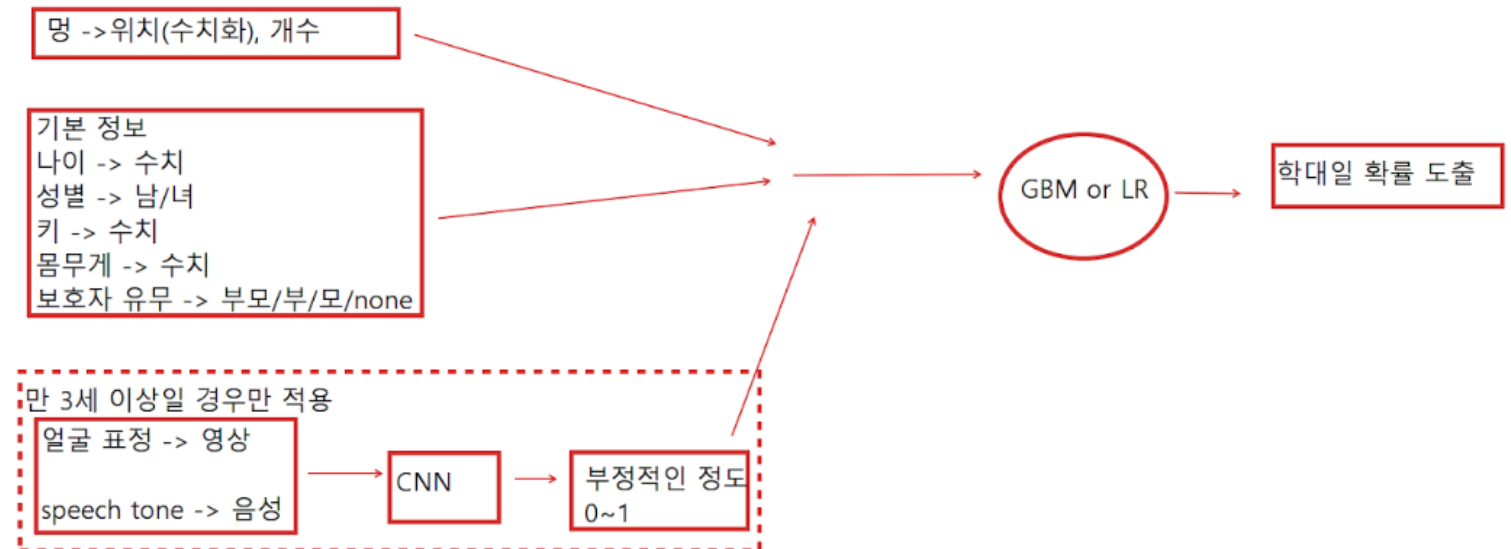 멍 ->위치(수치화), 개수
기본 정보
나이 -> 수치
성별 -> 남/녀
키 -> 수치
몸무게 -> 수치
보호자 유무 -> 부모/부/모/none
만 3세 이상일 경우만 적용
얼굴 표정 -> 영상
speech tone -> 음성
CNN
부정적인 정도
0~1
GBM or LR
학대일 확률 도출